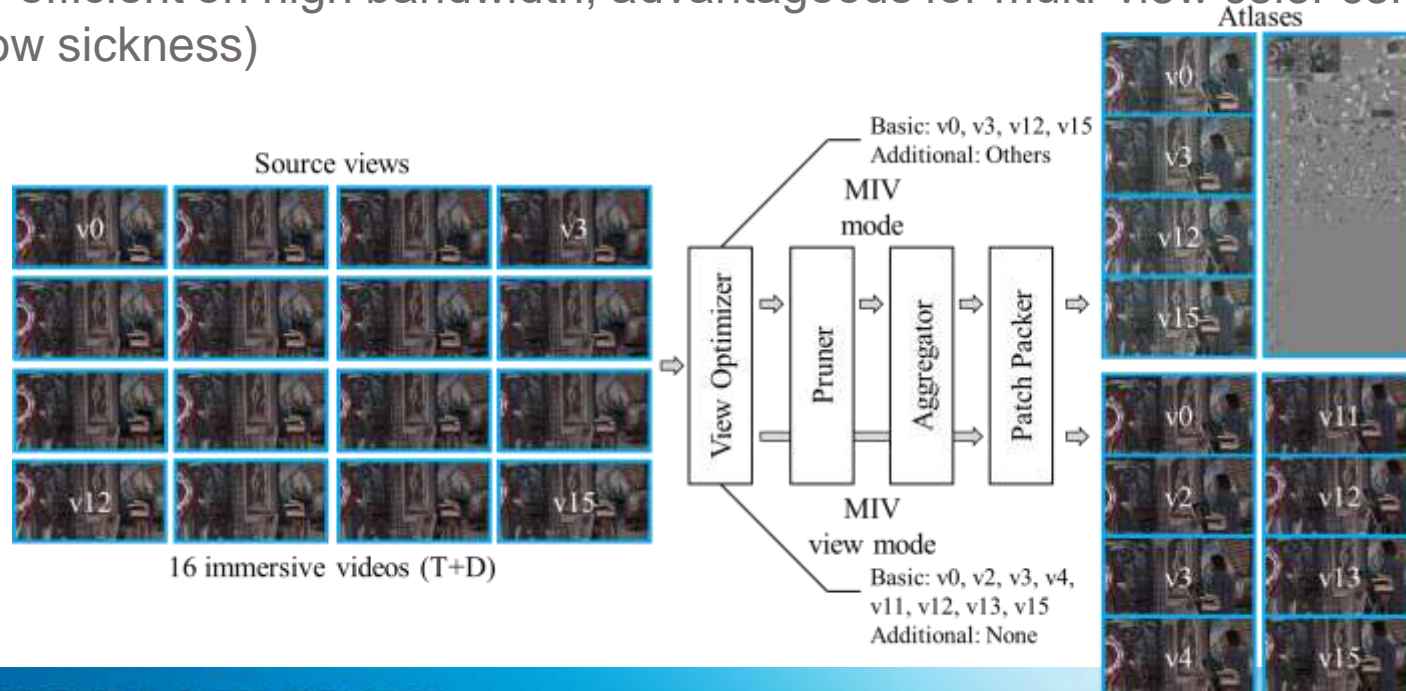 efficient on high bandwidth, advantageous for multi-view color
ow sickness)
Atlases
Source views
v0
v3
v12
v15
16 immersive videos (T+D)
Basic: v0, v3, v12, v15
Additional: Others
MIV
mode
View Optimizer
Pruner
Aggregator
Patch Packer
MIV
view mode
Basic: v0, v2, v3, v4,
v11, v12, v13, v15
Additional: None
v0
v3
v12
v15
v0
v11
v2
v12
v3
v13
v4
v15